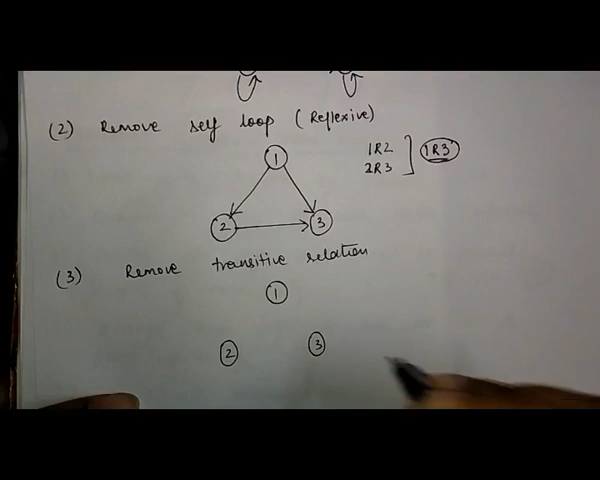 (2) Remove self loop (Reflexive)
1
1R2
2R3
1R3
2 3
(3) Remove transitive relation
1
2 3